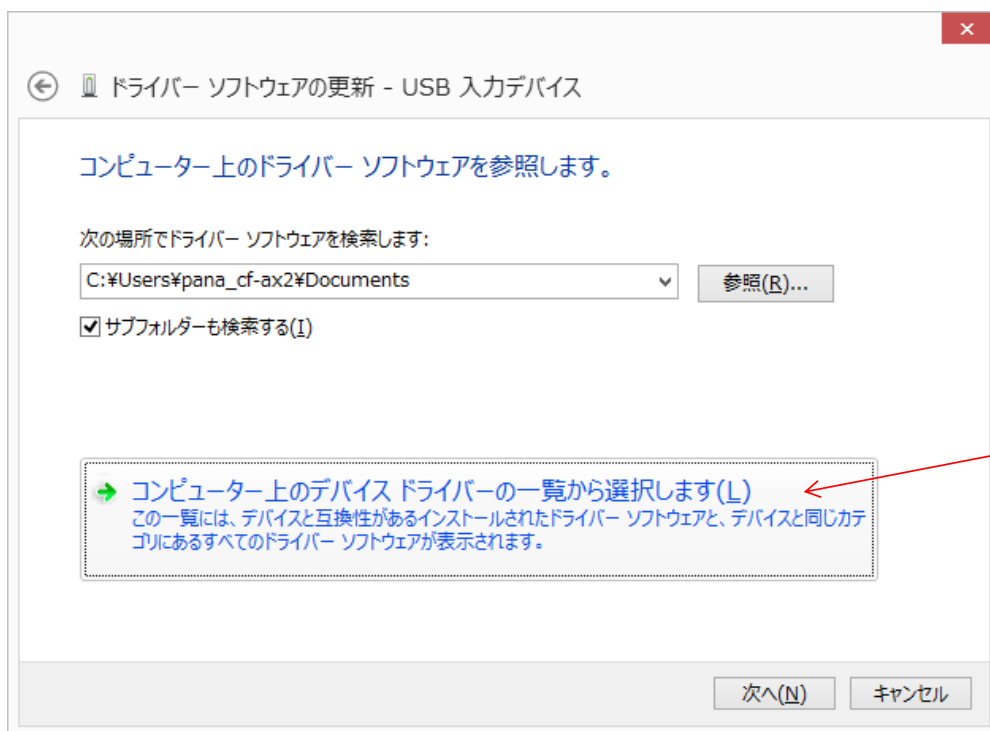 ドライバー ソフトウェアの更新 - USB 入力デバイス
コンピューター上のドライバー ソフトウェアを参照します。
次の場所でドライバー ソフトウェアを検索します:
C:¥Users¥pana_cf-ax2¥Documents
参照(R)...
サブフォルダーも検索する(I)
コンピューター上のデバイス ドライバーの一覧から選択します(L)
この一覧には、デバイスと互換性があるインストールされたドライバー ソフトウェアと、デバイスと同じカテ
ゴリにあるすべてのドライバー ソフトウェアが表示されます。
次へ(N)
キャンセル